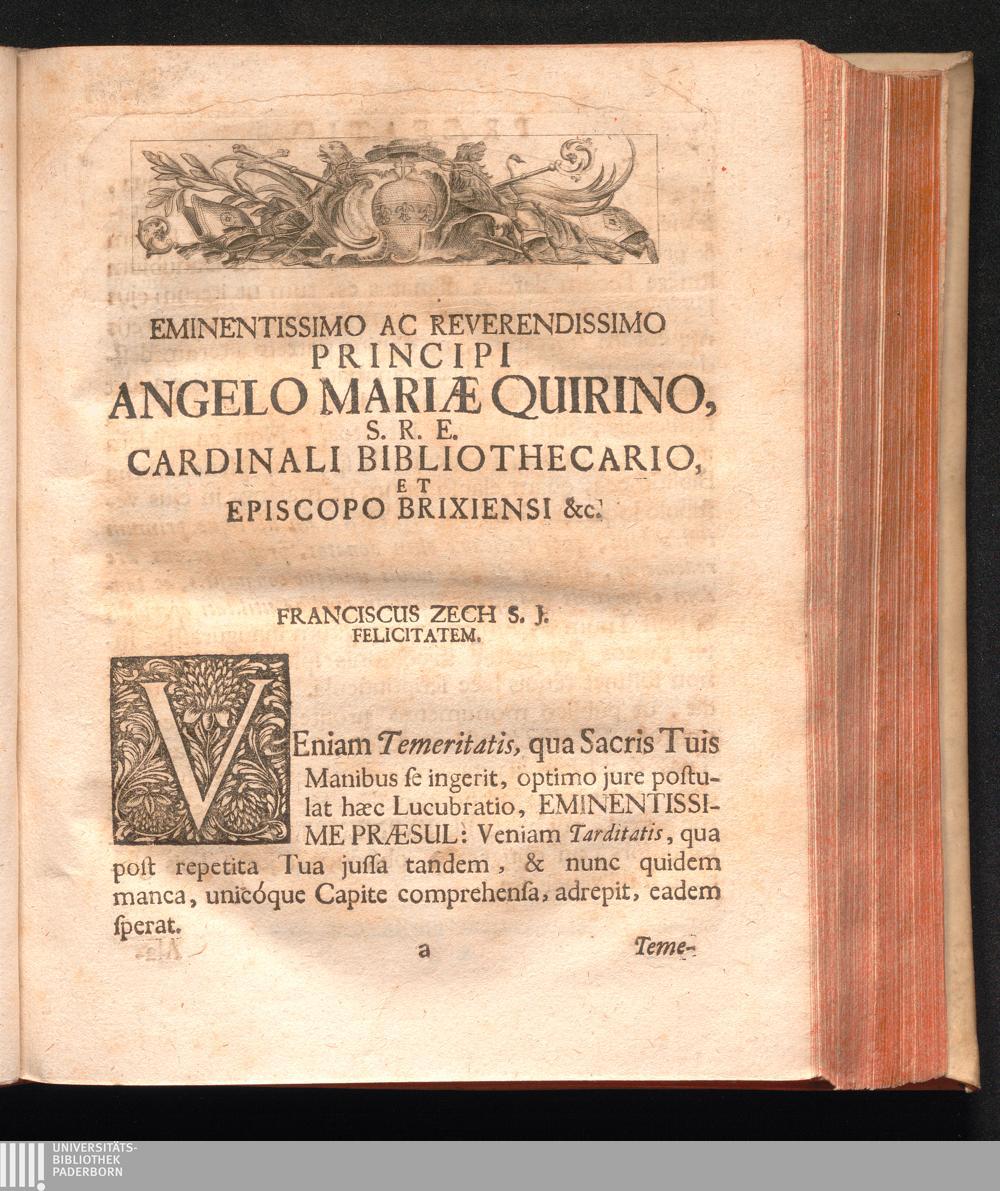 EMINENTISSIMO AC REVERENDISSIMO
PRINCIPI
ANGELO MARIÆ QUIRINO,
S. R. E.
CARDINALI BIBLIOTHECARIO,
ET
EPISCOPO BRIXIENSI &c.
FRANCISCUS ZECH S. J.
FELICITATEM.
VEniam Temeritatis, qua Sacris Tuis
Manibus ſe ingerit, optimo jure poſtu-
lat hæc Lucubratio, EMINENTISSI-
ME PRÆSUL: Veniam Tarditatis, qua
poſt repetita Tua juſſa tandem, & nunc quidem
manca, unicóque Capite comprehenſa, adrepit, eadem
ſperat.
a Teme-
UNIVERSITÄTS-
BIBLIOTHEK
PADERBORN